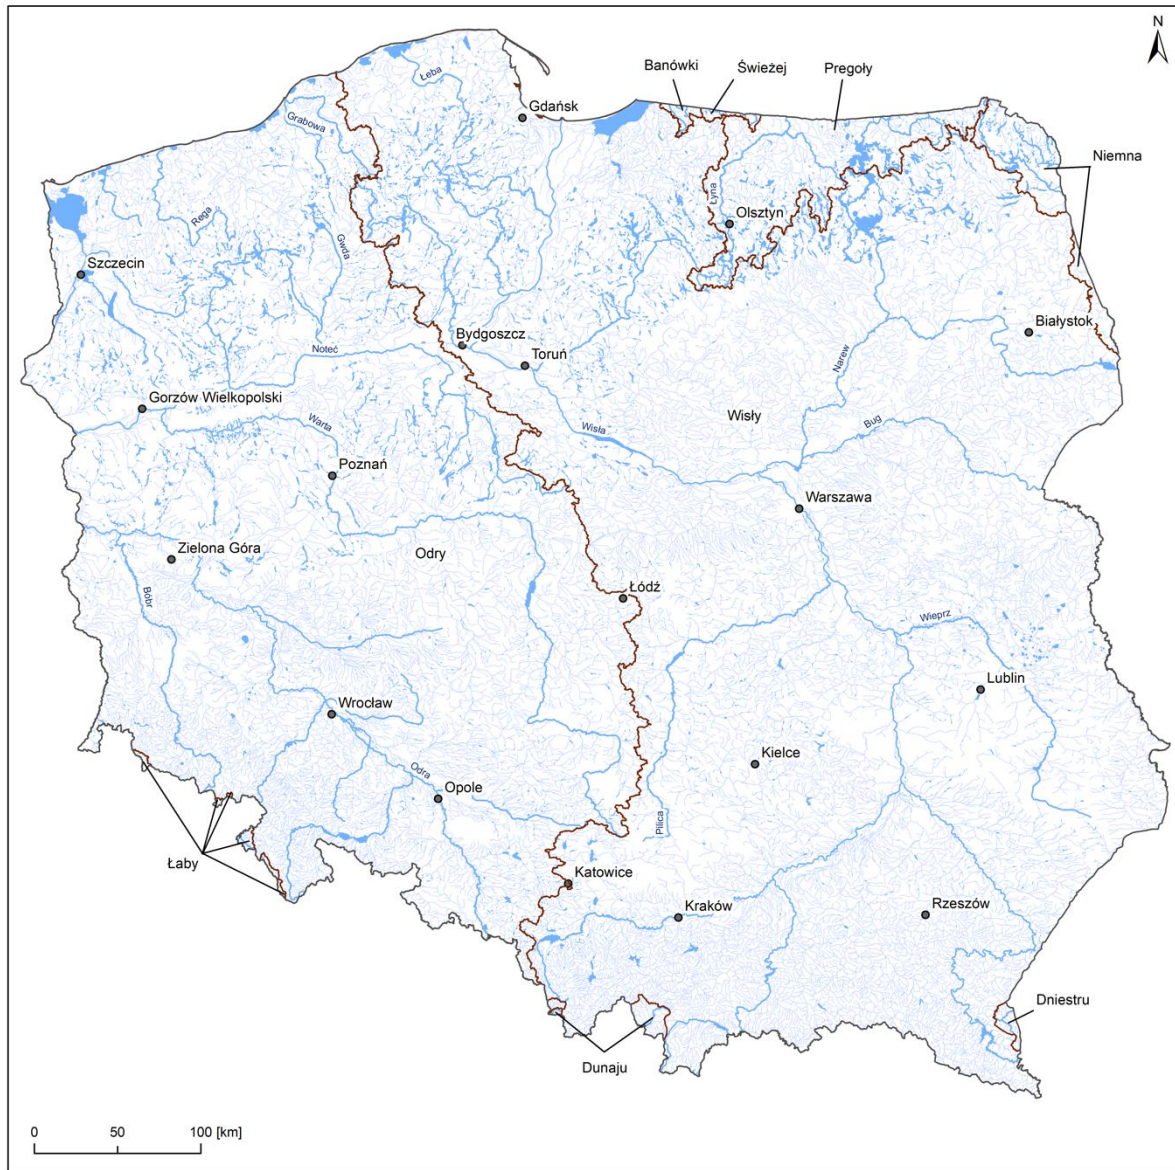 N
Banówki
Świeżej
Pregoły
Łeba
Gdańsk
Grabowa
Niemna
Łyna
Olsztyn
Rega
Gwda
Szczecin
Białystok
Bydgoszcz
Noteć
Toruń
Narew
Gorzów Wielkopolski
Wisły
Warta
Wisła
Bug
Poznań
Warszawa
Zielona Góra
Odry
Bóbr
Łódź
Wieprz
Lublin
Wrocław
Kielce
Odra
Opole
Pilica
Łaby
Katowice
Kraków
Rzeszów
Dniestru
Dunaju
0 50 100 [km]